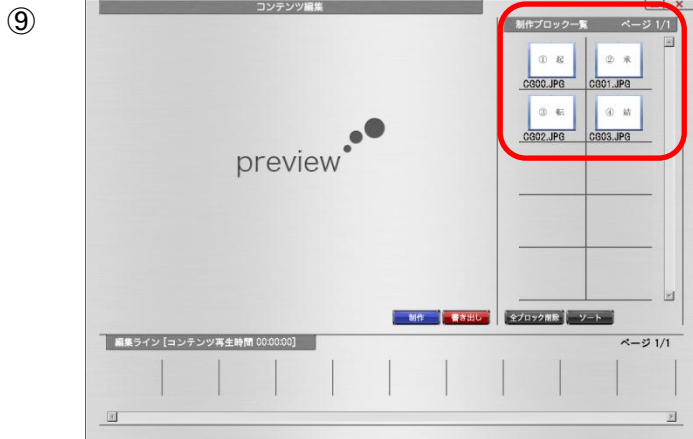 ⑨
コンテンツ編集
制作ブロック一覧 ページ 1/1
① 起 ② 承
CG00.JPG CG01.JPG
③ 転 ④ 結
CG02.JPG CG03.JPG
preview
制作 書き出し 全ブロック削除 ソート
編集ライン [コンテンツ再生時間 00:00:00] ページ 1/1